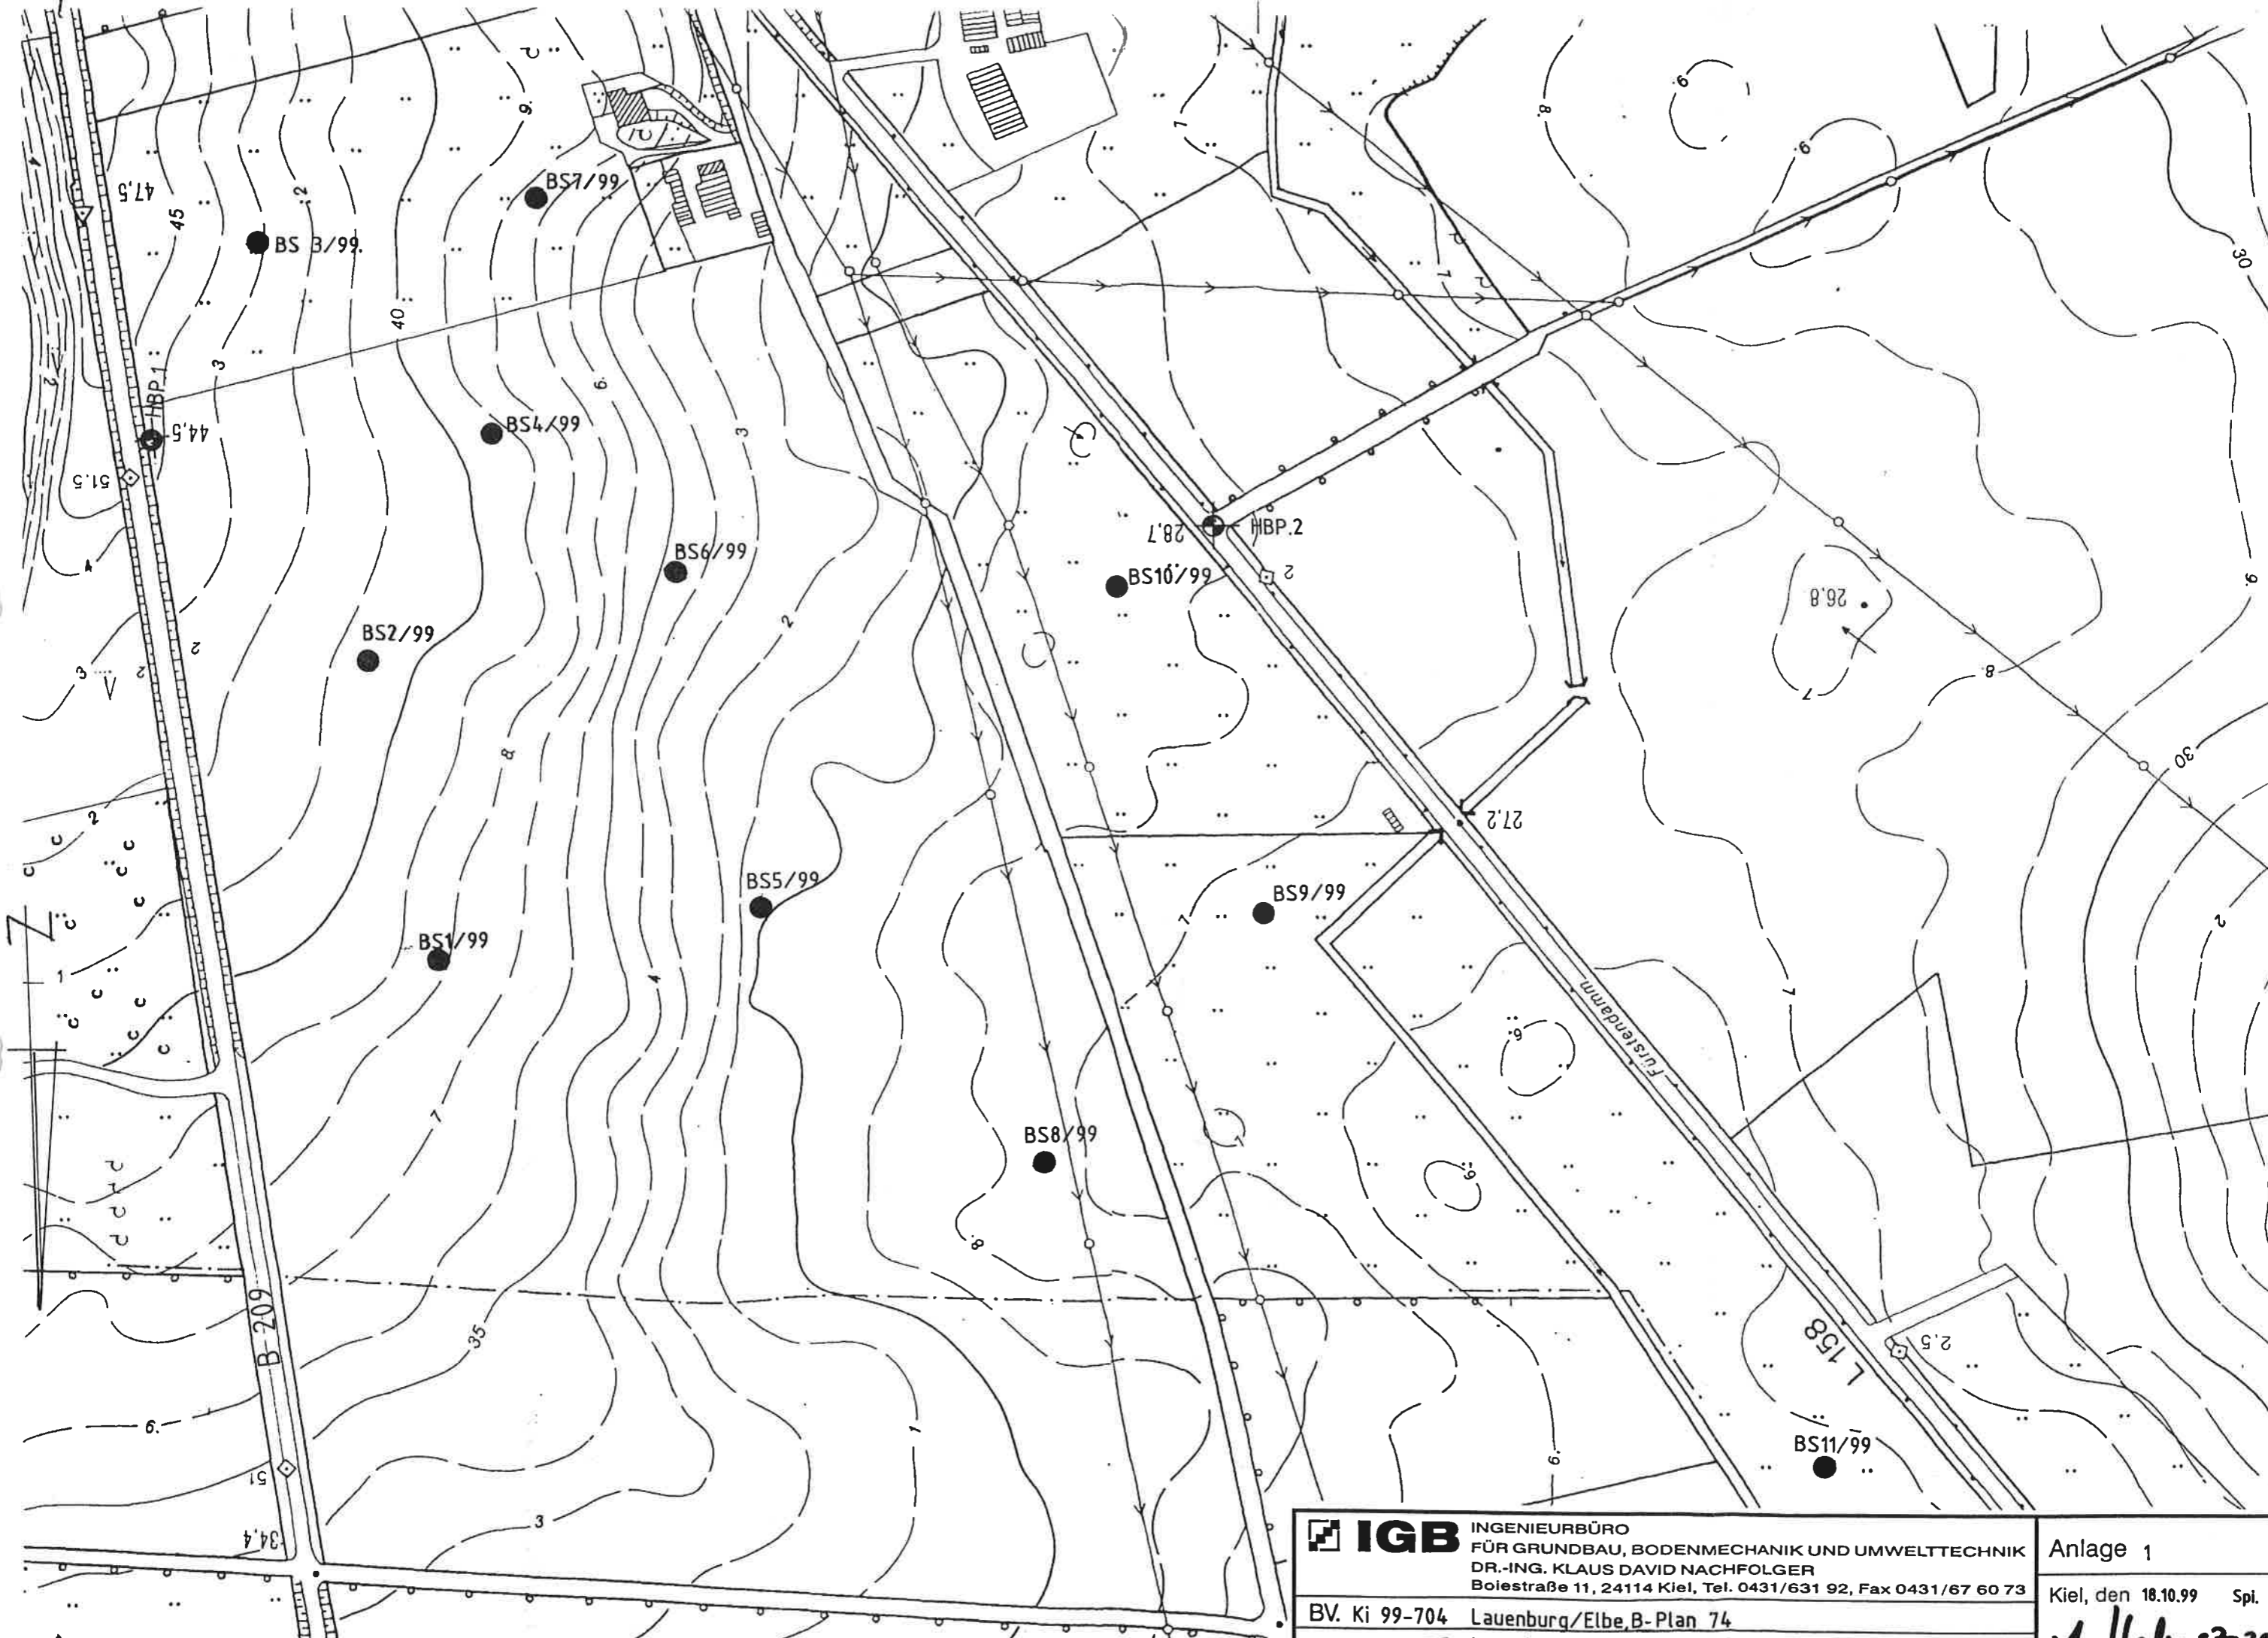 47,5
45
BS7/99
BS 3/99.
40
HBP.1
44,5
51.5
BS4/99
BS6/99
BS2/99
28,7
HBP.2
BS10/99
26,8
30
27,2
BS5/99
BS9/99
BS1/99
N
Fürstendamm
BS8/99
B 209
35
L 158
2,5
BS11/99
51
34,4
IGB
INGENIEURBÜRO
FÜR GRUNDBAU, BODENMECHANIK UND UMWELTTECHNIK
DR.-ING. KLAUS DAVID NACHFOLGER
Boiestraße 11, 24114 Kiel, Tel. 0431/631 92, Fax 0431/67 60 73
Anlage 1
Kiel, den 18.10.99 Spi.
BV. Ki 99-704 Lauenburg/Elbe,B-Plan 74